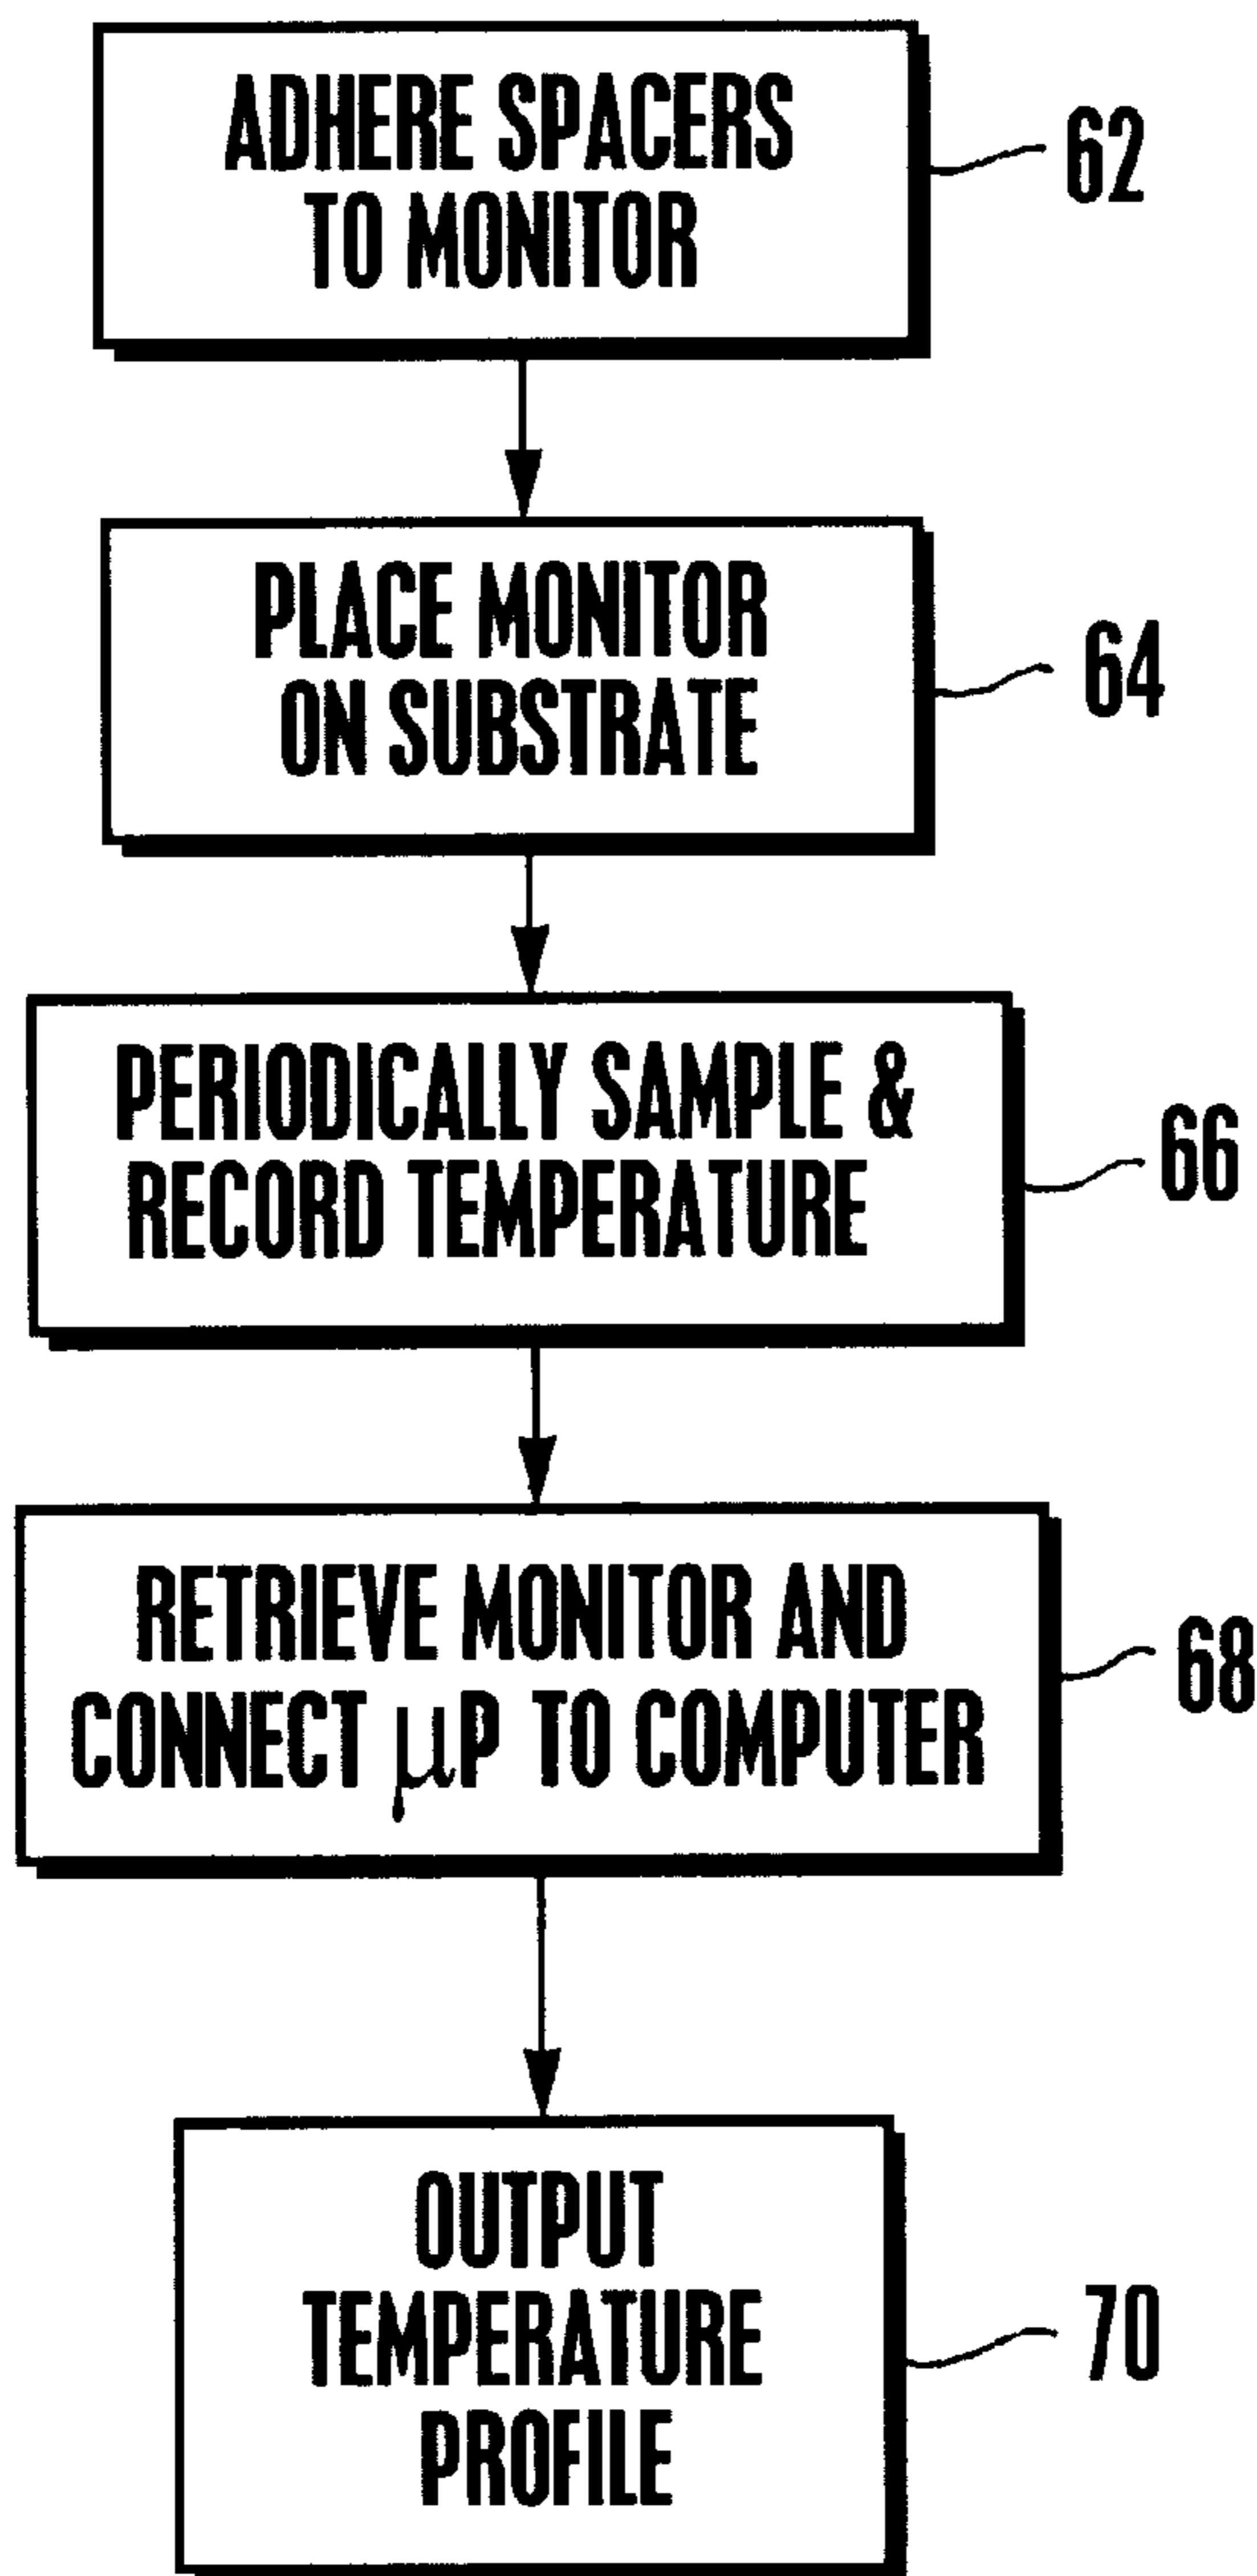 ADHERE SPACERS
TO MONITOR
62
PLACE MONITOR
ON SUBSTRATE
64
PERIODICALLY SAMPLE &
RECORD TEMPERATURE
66
RETRIEVE MONITOR AND
CONNECT μP TO COMPUTER
68
OUTPUT
TEMPERATURE
PROFILE
70